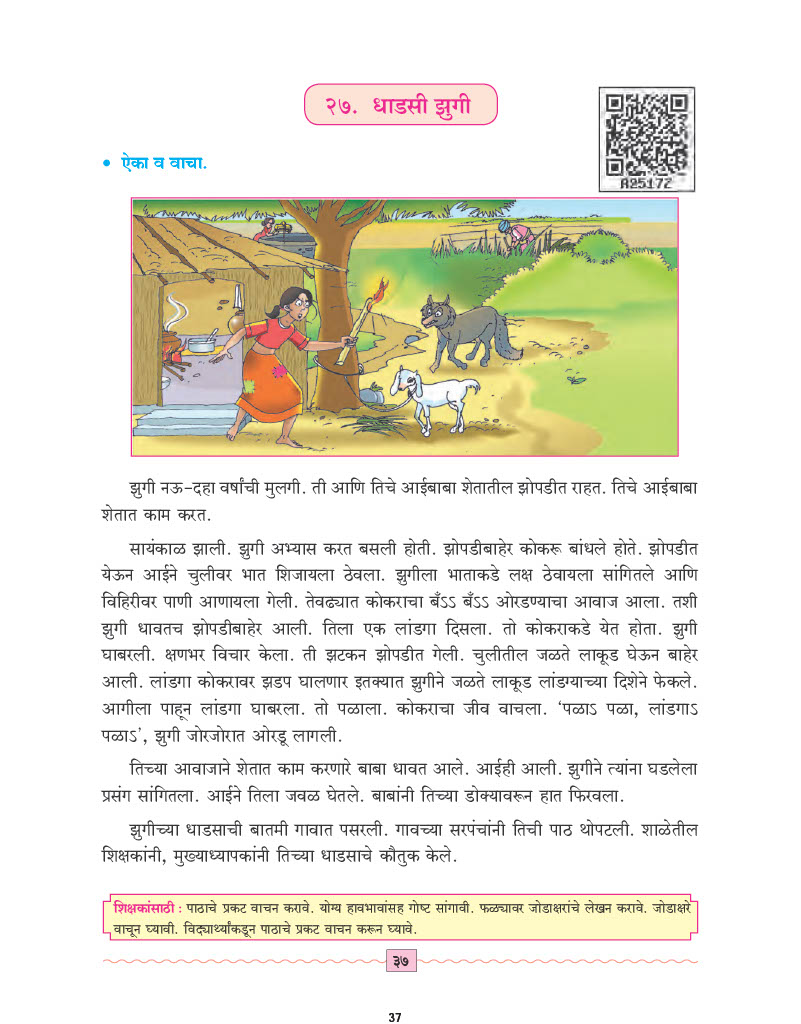 २७. धाडसी झुगी
A25172
• ऐका व वाचा.
झुगी नऊ-दहा वर्षांची मुलगी. ती आणि तिचे आईबाबा शेतातील झोपडीत राहत. तिचे आईबाबा
शेतात काम करत.
सायंकाळ झाली. झुगी अभ्यास करत बसली होती. झोपडीबाहेर कोकरू बांधले होते. झोपडीत
येऊन आईने चुलीवर भात शिजायला ठेवला. झुगीला भाताकडे लक्ष ठेवायला सांगितले आणि
विहिरीवर पाणी आणायला गेली. तेवढ्यात कोकराचा बँऽऽ बँऽऽ ओरडण्याचा आवाज आला. तशी
झुगी धावतच झोपडीबाहेर आली. तिला एक लांडगा दिसला. तो कोकराकडे येत होता. झुगी
घाबरली. क्षणभर विचार केला. ती झटकन झोपडीत गेली. चुलीतील जळते लाकूड घेऊन बाहेर
आली. लांडगा कोकरावर झडप घालणार इतक्यात झुगीने जळते लाकूड लांडग्याच्या दिशेने फेकले.
आगीला पाहून लांडगा घाबरला. तो पळाला. कोकराचा जीव वाचला. ‘पळाऽ पळा, लांडगाऽ
पळाऽ’, झुगी जोरजोरात ओरडू लागली.
तिच्या आवाजाने शेतात काम करणारे बाबा धावत आले. आईही आली. झुगीने त्यांना घडलेला
प्रसंग सांगितला. आईने तिला जवळ घेतले. बाबांनी तिच्या डोक्यावरून हात फिरवला.
झुगीच्या धाडसाची बातमी गावात पसरली. गावच्या सरपंचांनी तिची पाठ थोपटली. शाळेतील
शिक्षकांनी, मुख्याध्यापकांनी तिच्या धाडसाचे कौतुक केले.
शिक्षकांसाठी : पाठाचे प्रकट वाचन करावे. योग्य हावभावांसह गोष्ट सांगावी. फळ्यावर जोडाक्षरांचे लेखन करावे. जोडाक्षरे
वाचून घ्यावी. विद्यार्थ्यांकडून पाठाचे प्रकट वाचन करून घ्यावे.
३७
37